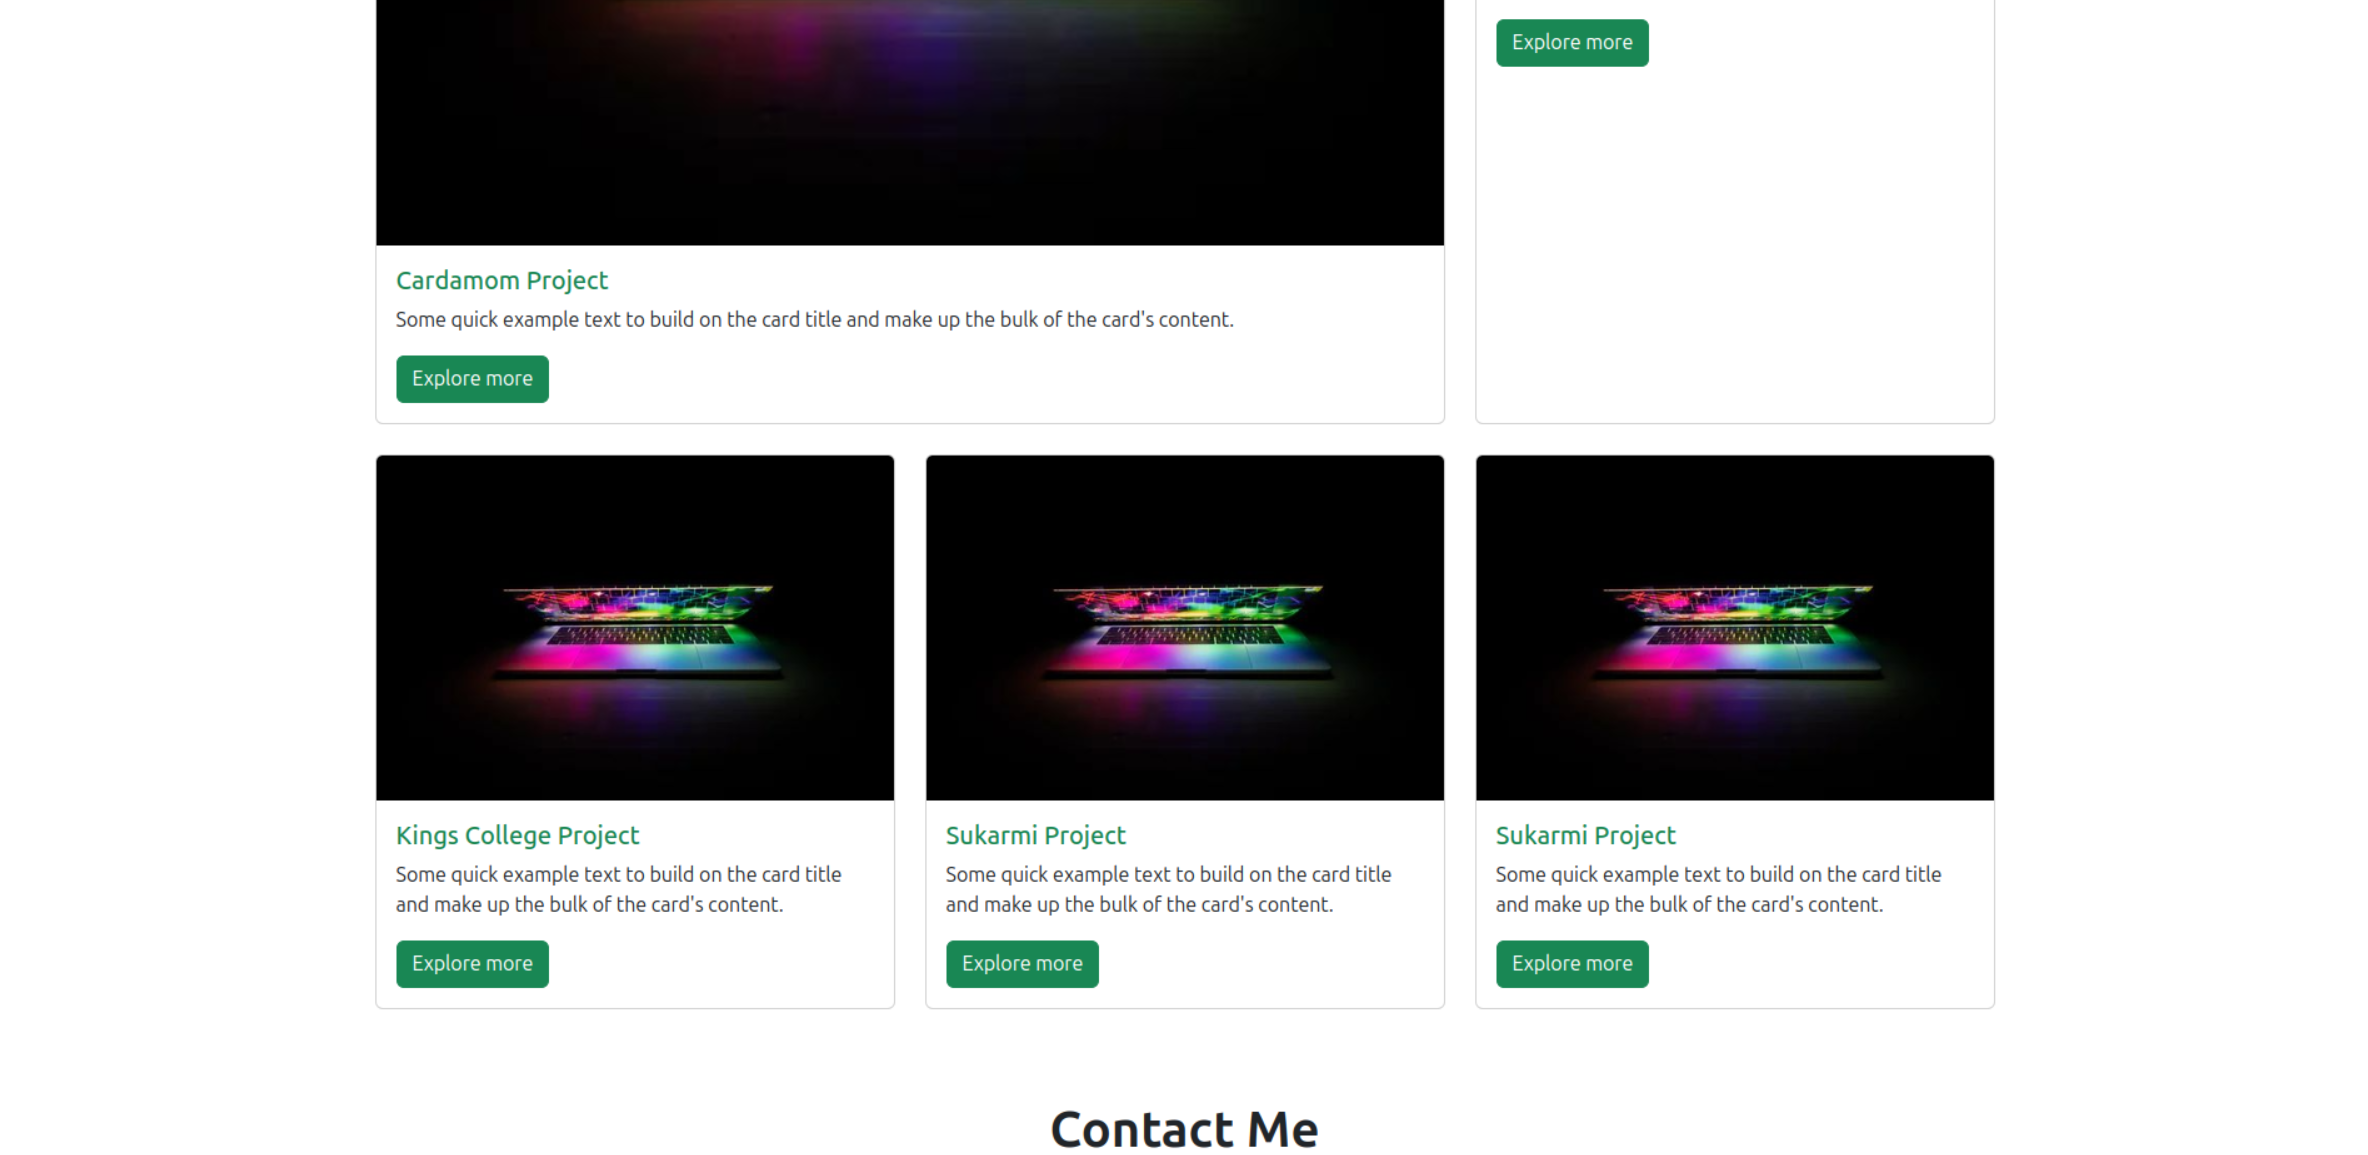 Explore more
Cardamom Project
Some quick example text to build on the card title and make up the bulk of the card's content.
Explore more
Kings College Project
Some quick example text to build on the card title
and make up the bulk of the card's content.
Explore more
Sukarmi Project
Some quick example text to build on the card title
and make up the bulk of the card's content.
Explore more
Sukarmi Project
Some quick example text to build on the card title
and make up the bulk of the card's content.
Explore more
Contact Me